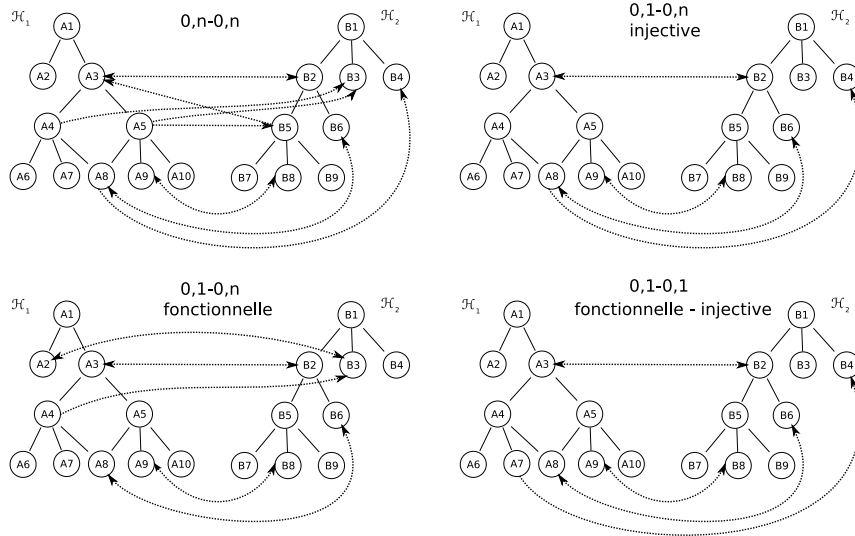 ℋ₁ 0,n-0,n ℋ₂
A1 B1
A2 A3 B2 B3 B4
A4 A5 B5 B6
A6 A7 A8 A9 A10 B7 B8 B9
ℋ₁ 0,1-0,n ℋ₂
injective
A1 B1
A2 A3 B2 B3 B4
A4 A5 B5 B6
A6 A7 A8 A9 A10 B7 B8 B9
ℋ₁ 0,1-0,n ℋ₂
fonctionnelle
A1 B1
A2 A3 B2 B3 B4
A4 A5 B5 B6
A6 A7 A8 A9 A10 B7 B8 B9
ℋ₁ 0,1-0,1 ℋ₂
fonctionnelle - injective
A1 B1
A2 A3 B2 B3 B4
A4 A5 B5 B6
A6 A7 A8 A9 A10 B7 B8 B9